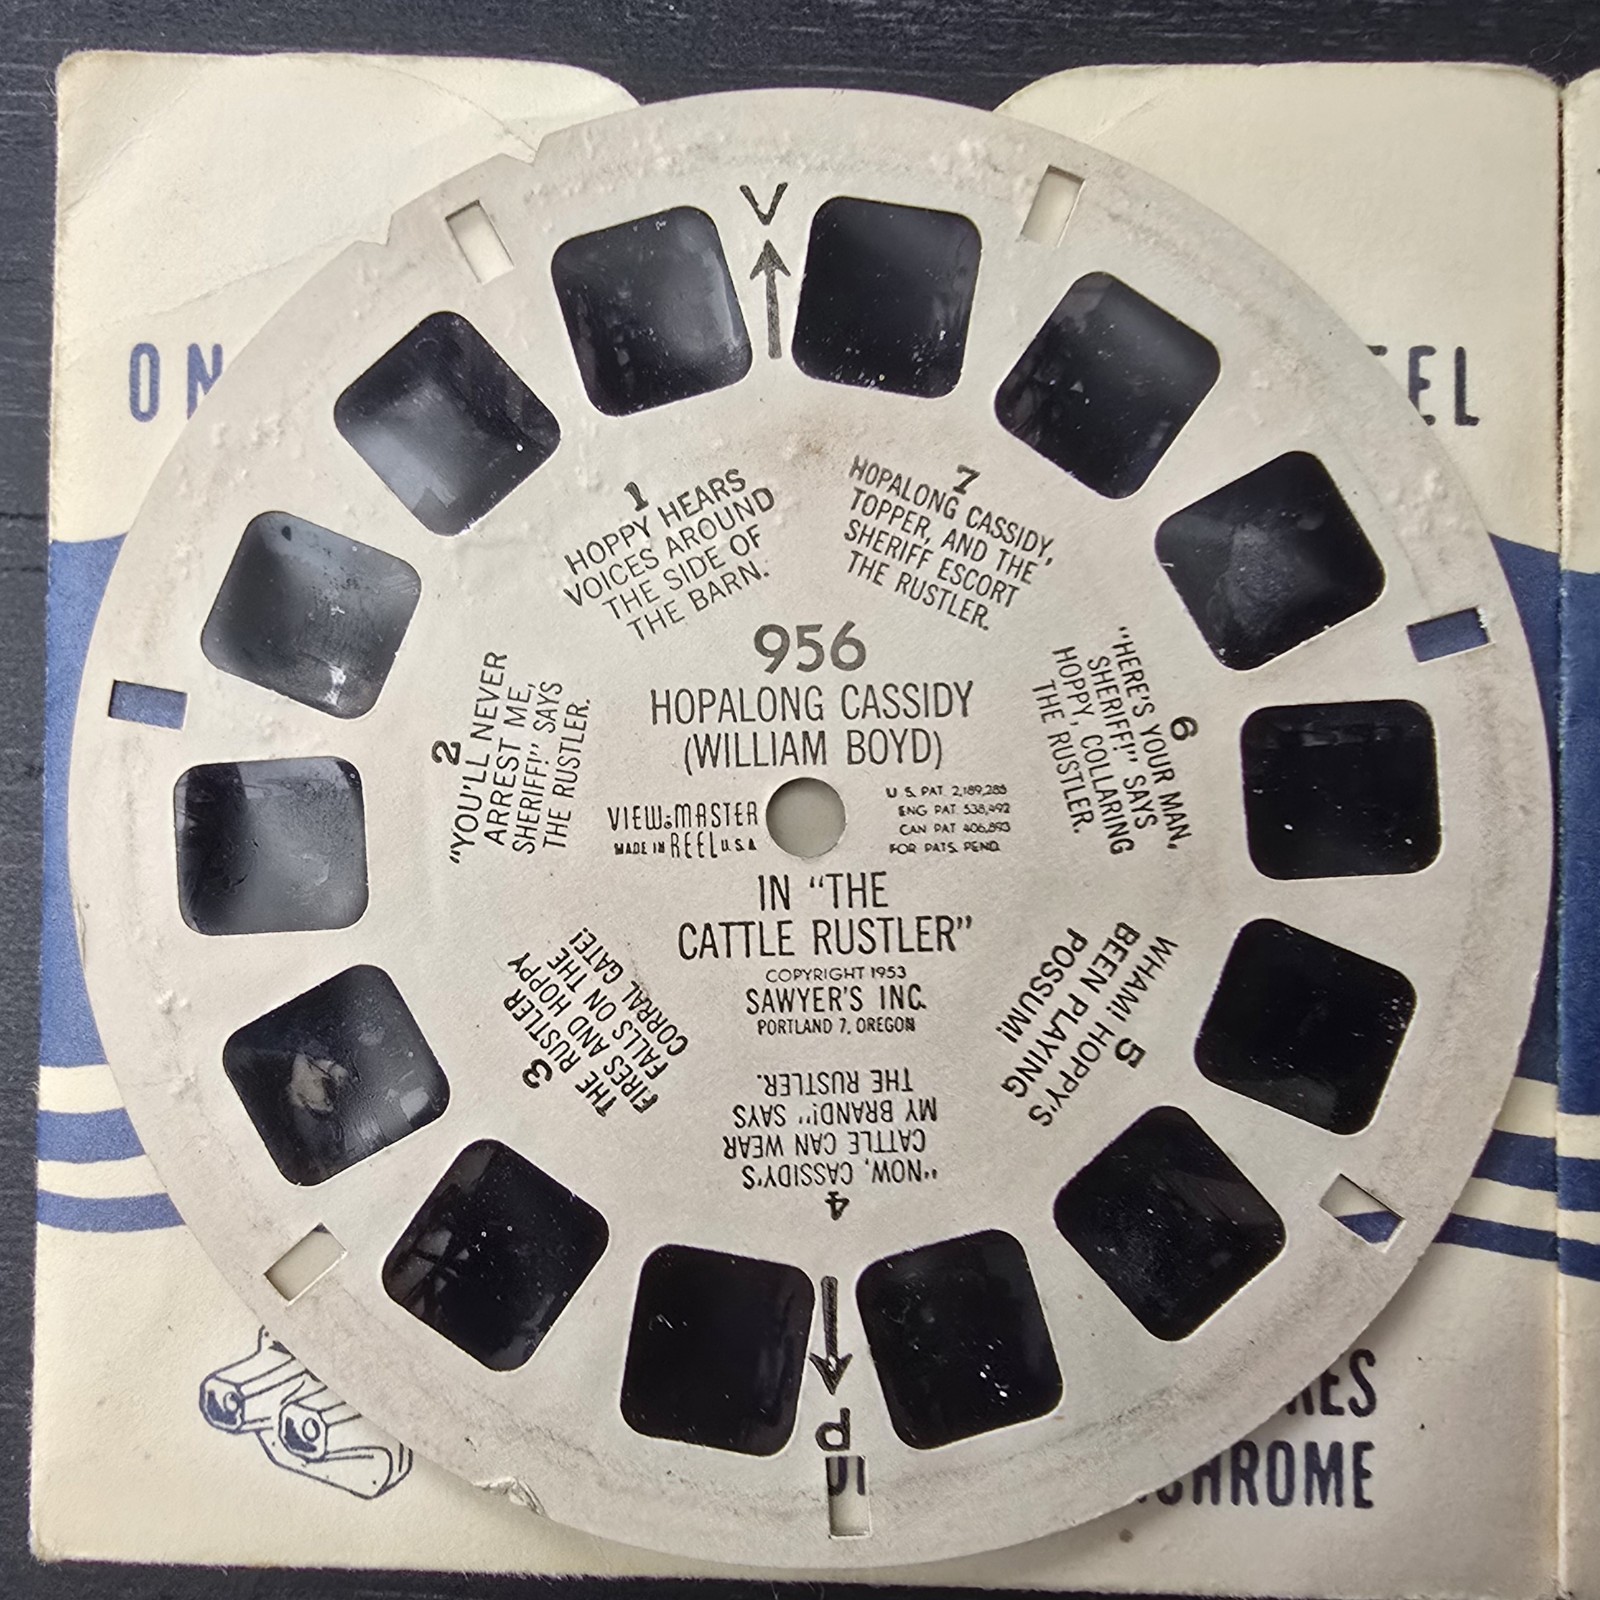 ON
EL
V
1
HOPPY HEARS
VOICES AROUND
THE SIDE OF
THE BARN.
7
HOPALONG CASSIDY,
TOPPER, AND THE
SHERIFF ESCORT
THE RUSTLER.
956
HOPALONG CASSIDY
(WILLIAM BOYD)
2
"YOU'LL NEVER
ARREST ME,
SHERIFF!" SAYS
THE RUSTLER.
6
"HERE'S YOUR MAN,
SHERIFF!" SAYS
HOPPY, COLLARING
THE RUSTLER.
VIEW-MASTER
MADE IN REEL U.S.A.
U S. PAT 2,189,285
ENG PAT 538,492
CAN PAT 406,893
FOR PATS. PEND.
IN "THE
CATTLE RUSTLER"
COPYRIGHT 1953
SAWYER'S INC.
PORTLAND 7, OREGON
3
THE RUSTLER
FIRES AND HOPPY
FALLS ON THE
CORRAL GATE!
5
WHAM! HOPPY'S
BEEN PLAYING
POSSUM!
4
"NOW, CASSIDY'S
CATTLE CAN WEAR
MY BRAND!" SAYS
THE RUSTLER.
RES
CHROME